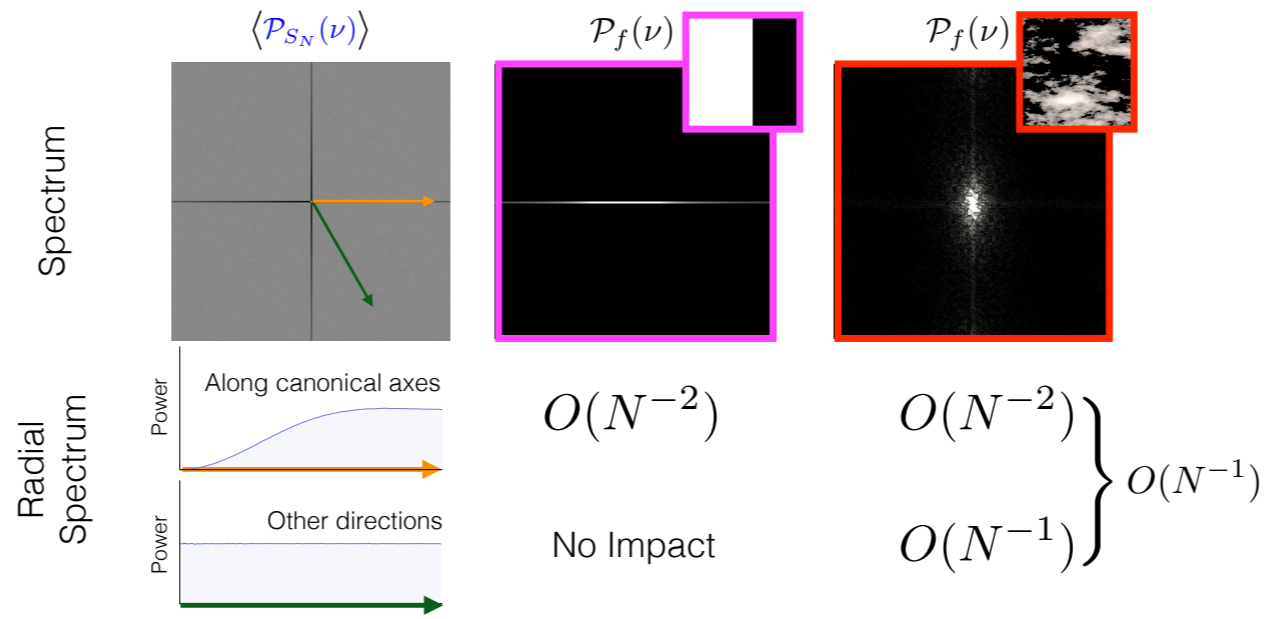 ⟨𝒫_{S_N}(ν)⟩
𝒫_f(ν)
𝒫_f(ν)
Spectrum
Radial
Spectrum
Power
Along canonical axes
O(N^{-2})
O(N^{-2})
O(N^{-1})
Power
Other directions
No Impact
O(N^{-1})